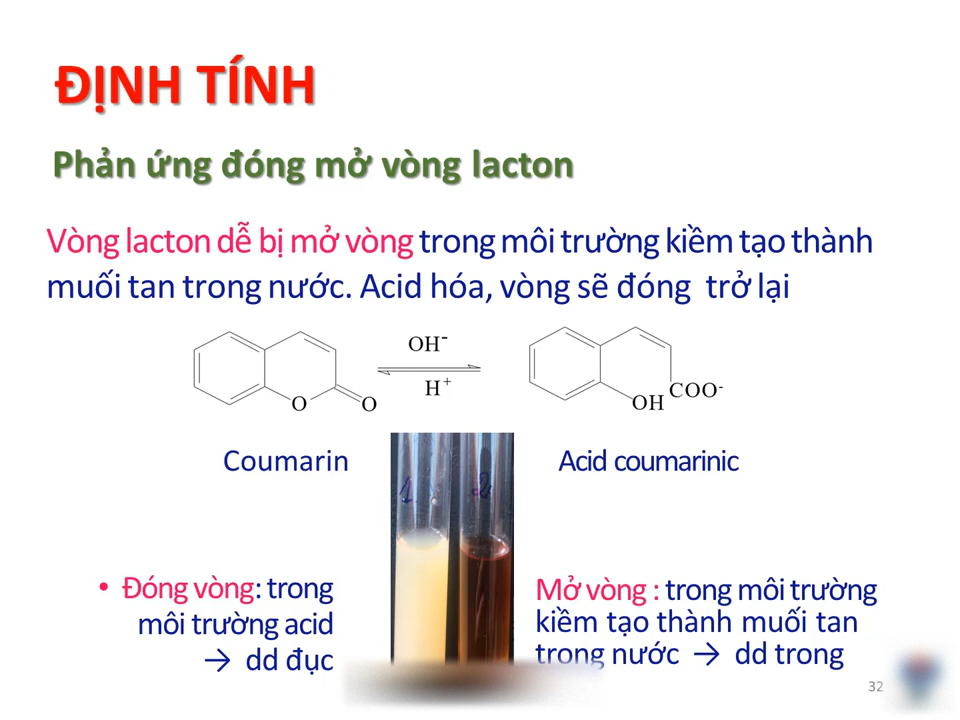 ĐỊNH TÍNH
Phản ứng đóng mở vòng lacton
Vòng lacton dễ bị mở vòng trong môi trường kiềm tạo thành
muối tan trong nước. Acid hóa, vòng sẽ đóng trở lại
OH-
H+
O
O
OH
COO-
Coumarin
Acid coumarinic
1
2
• Đóng vòng: trong
môi trường acid
→ dd đục
Mở vòng : trong môi trường
kiềm tạo thành muối tan
trong nước → dd trong
32